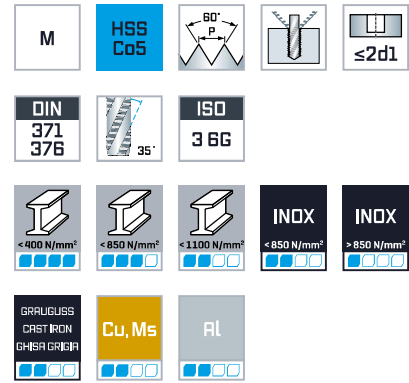 M
HSS
Co5
60°
P
≤2d1
DIN
371
376
35°
ISO
3 6G
<400 N/mm²
<850 N/mm²
<1100 N/mm²
INOX
<850 N/mm²
INOX
>850 N/mm²
GRAUGUSS
CAST IRON
GHISA GRIGIA
Cu, Ms
Al